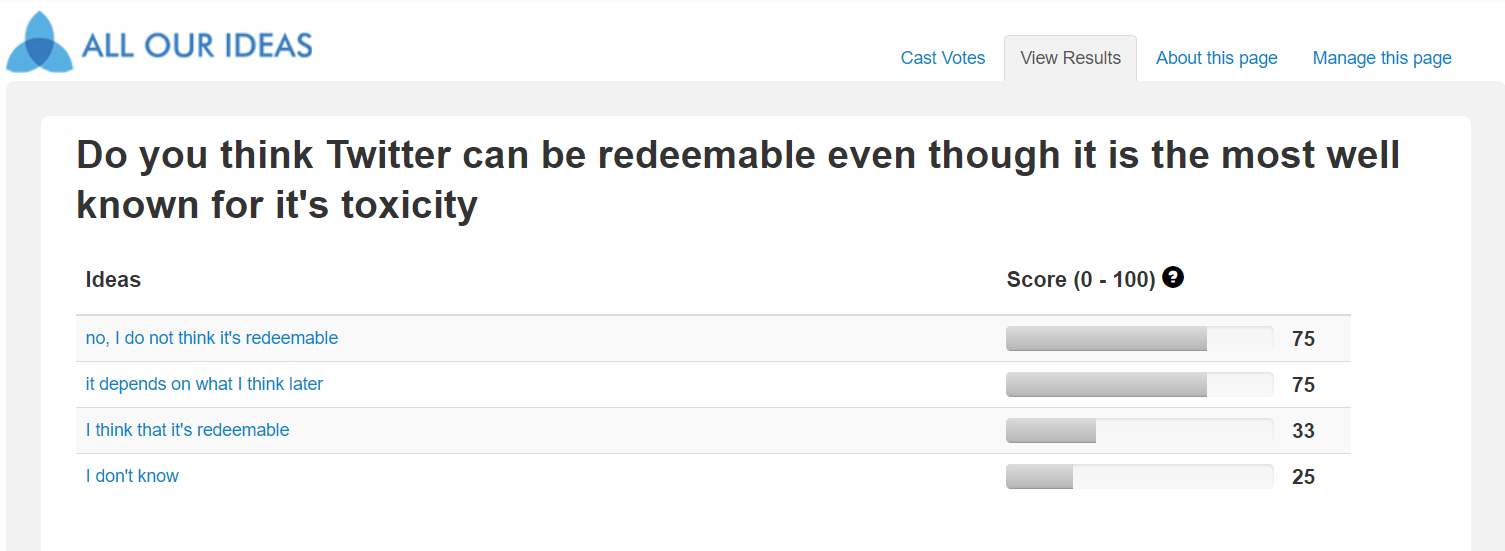 ALL OUR IDEAS
Cast Votes View Results About this page Manage this page
Do you think Twitter can be redeemable even though it is the most well
known for it's toxicity
Ideas Score (0 - 100) ?
no, I do not think it's redeemable 75
it depends on what I think later 75
I think that it's redeemable 33
I don't know 25